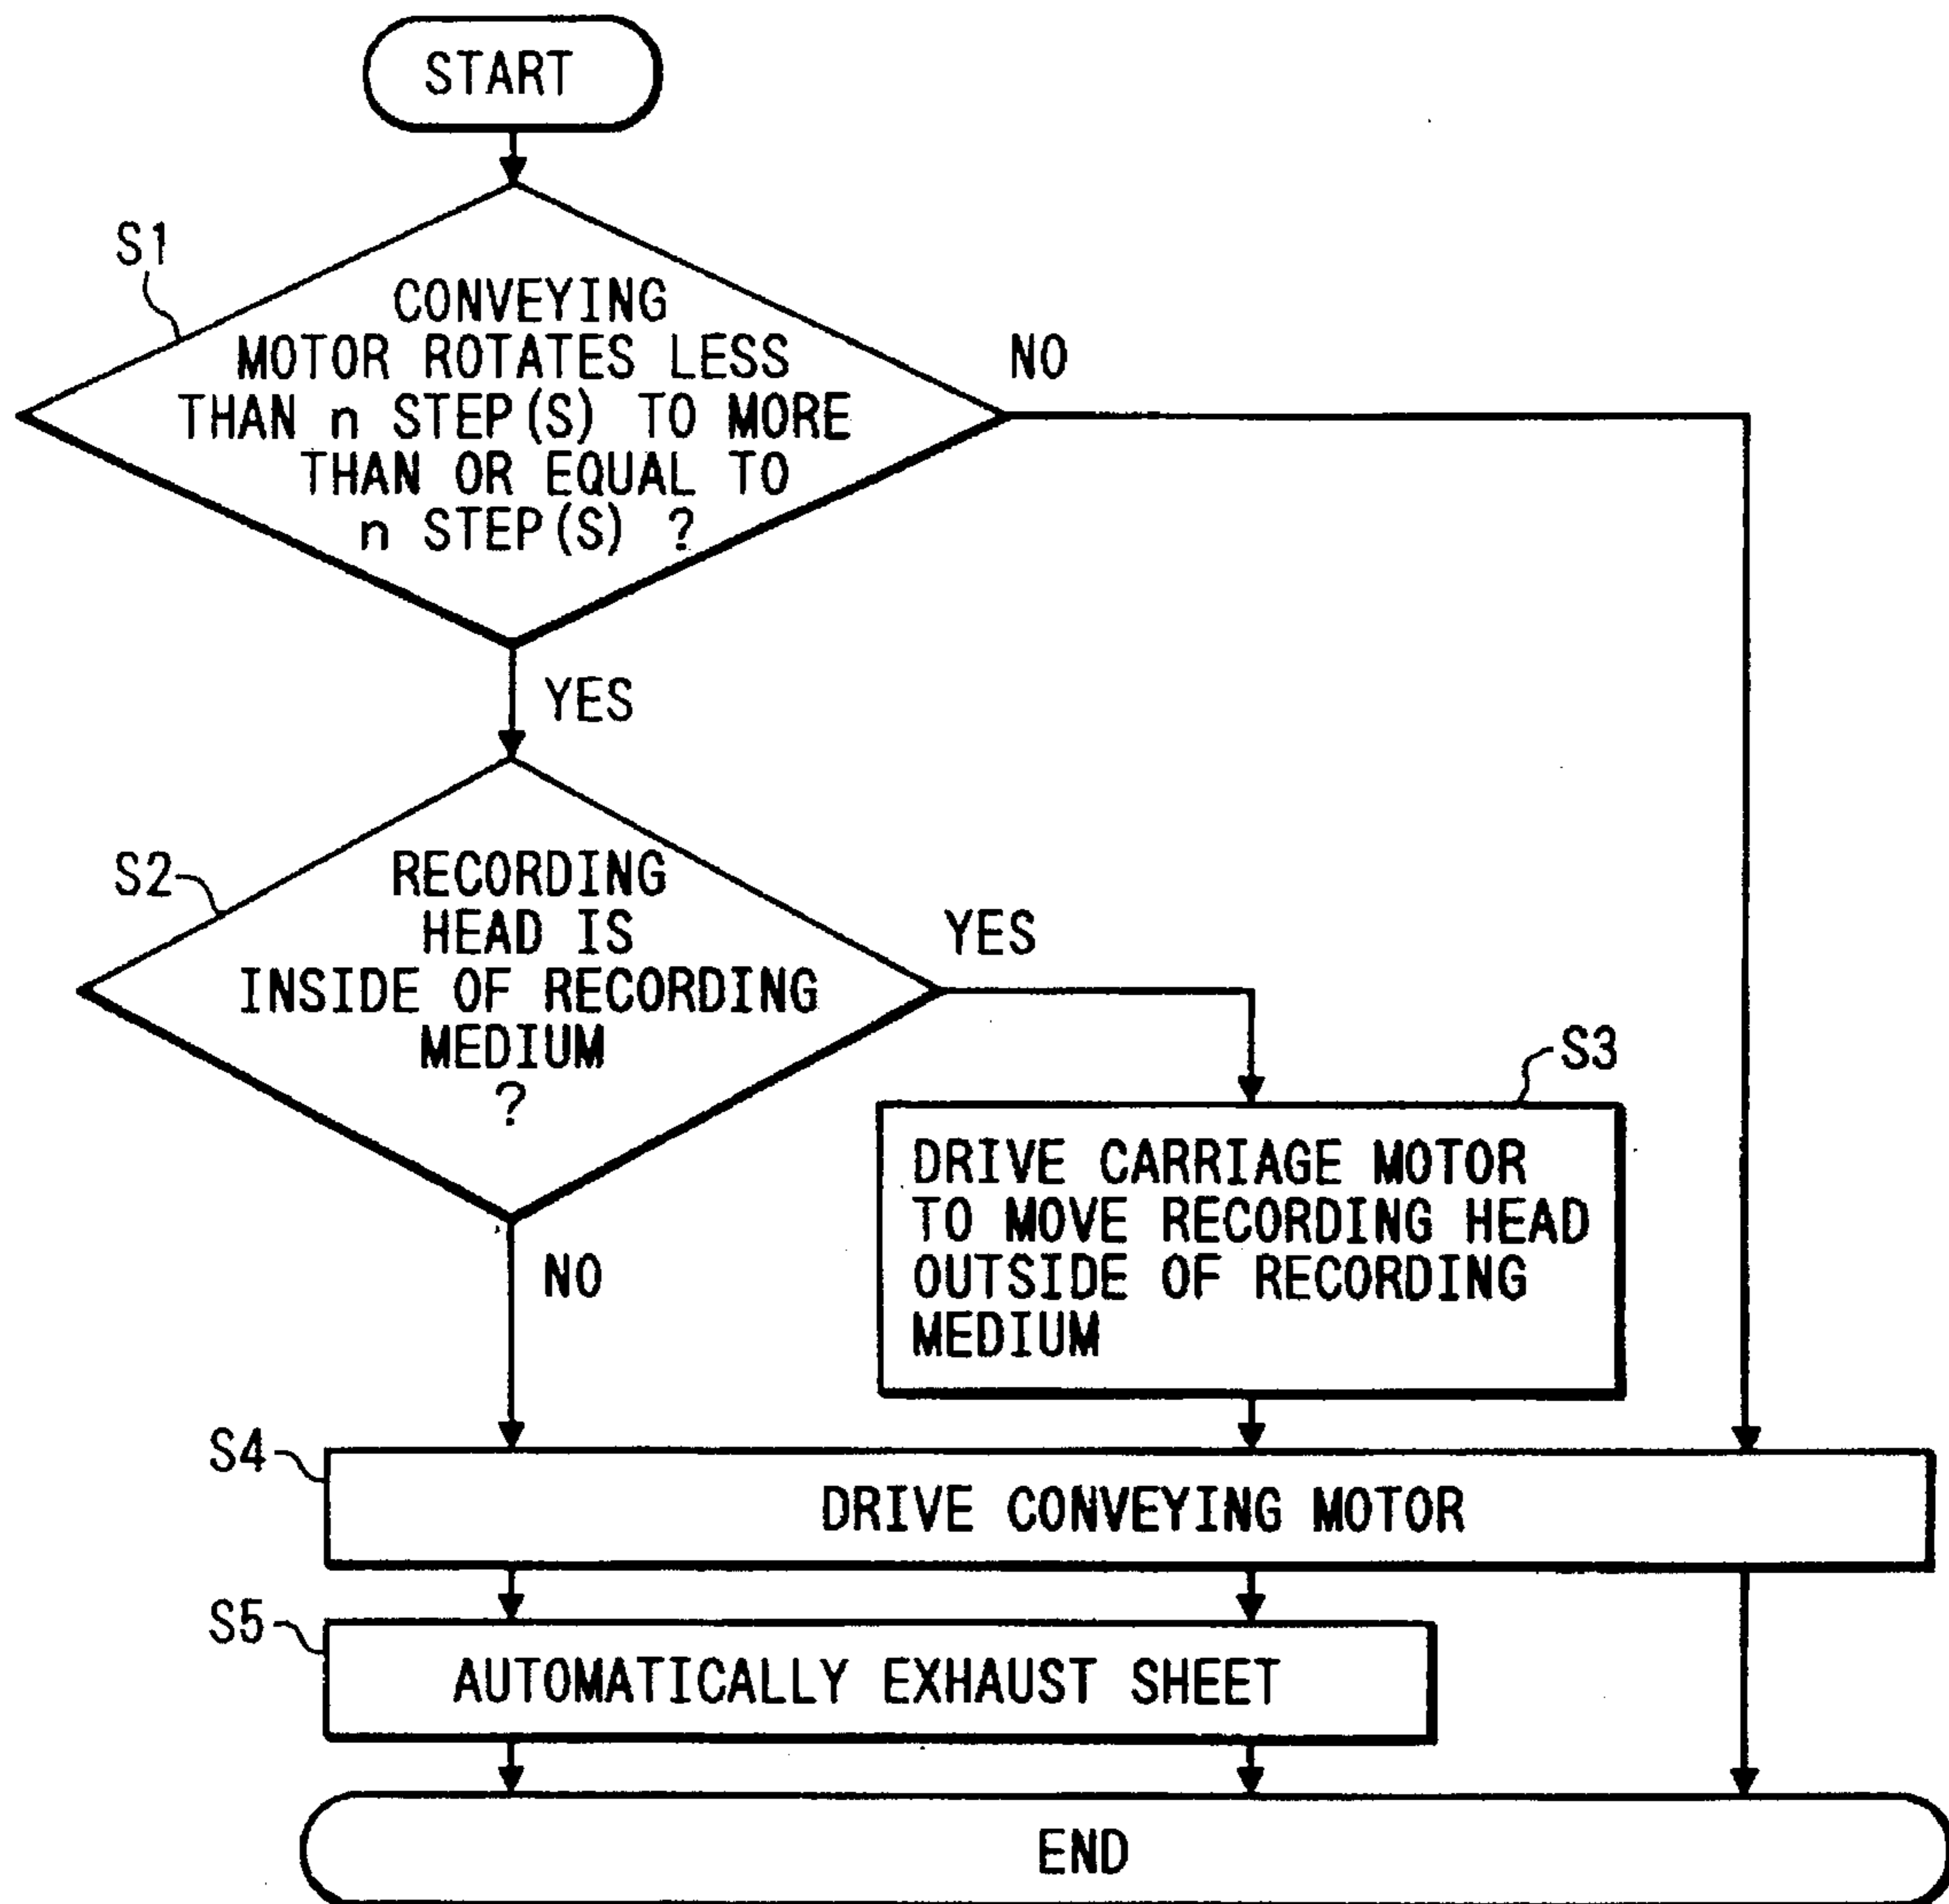 START
S1
CONVEYING
MOTOR ROTATES LESS
THAN n STEP(S) TO MORE
THAN OR EQUAL TO
n STEP(S) ?
NO
YES
S2
RECORDING
HEAD IS
INSIDE OF RECORDING
MEDIUM
?
YES
NO
S3
DRIVE CARRIAGE MOTOR
TO MOVE RECORDING HEAD
OUTSIDE OF RECORDING
MEDIUM
S4
DRIVE CONVEYING MOTOR
S5
AUTOMATICALLY EXHAUST SHEET
END